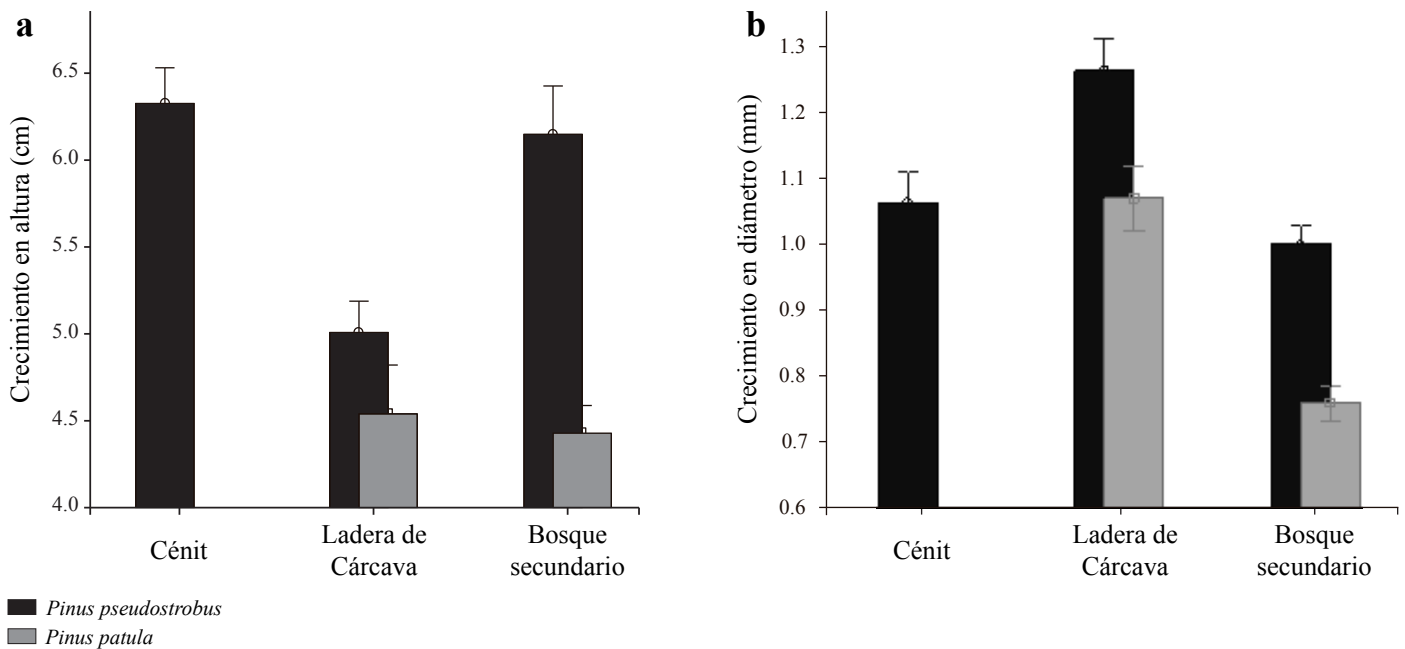 a
Crecimiento en altura (cm)
6.5
6.0
5.5
5.0
4.5
4.0
Cénit
Ladera de
Cárcava
Bosque
secundario
Pinus pseudostrobus
Pinus patula
b
Crecimiento en diámetro (mm)
1.3
1.2
1.1
1.0
0.9
0.8
0.7
0.6
Cénit
Ladera de
Cárcava
Bosque
secundario